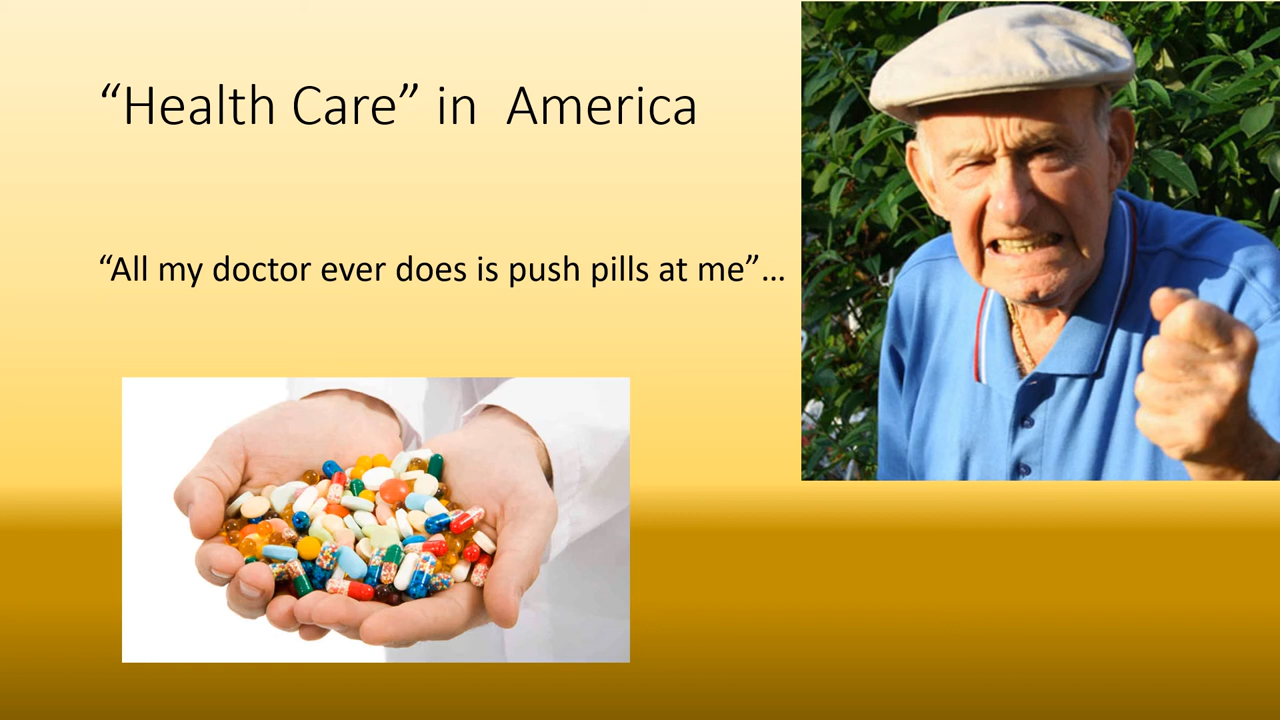 “Health Care” in  America
“All my doctor ever does is push pills at me”…